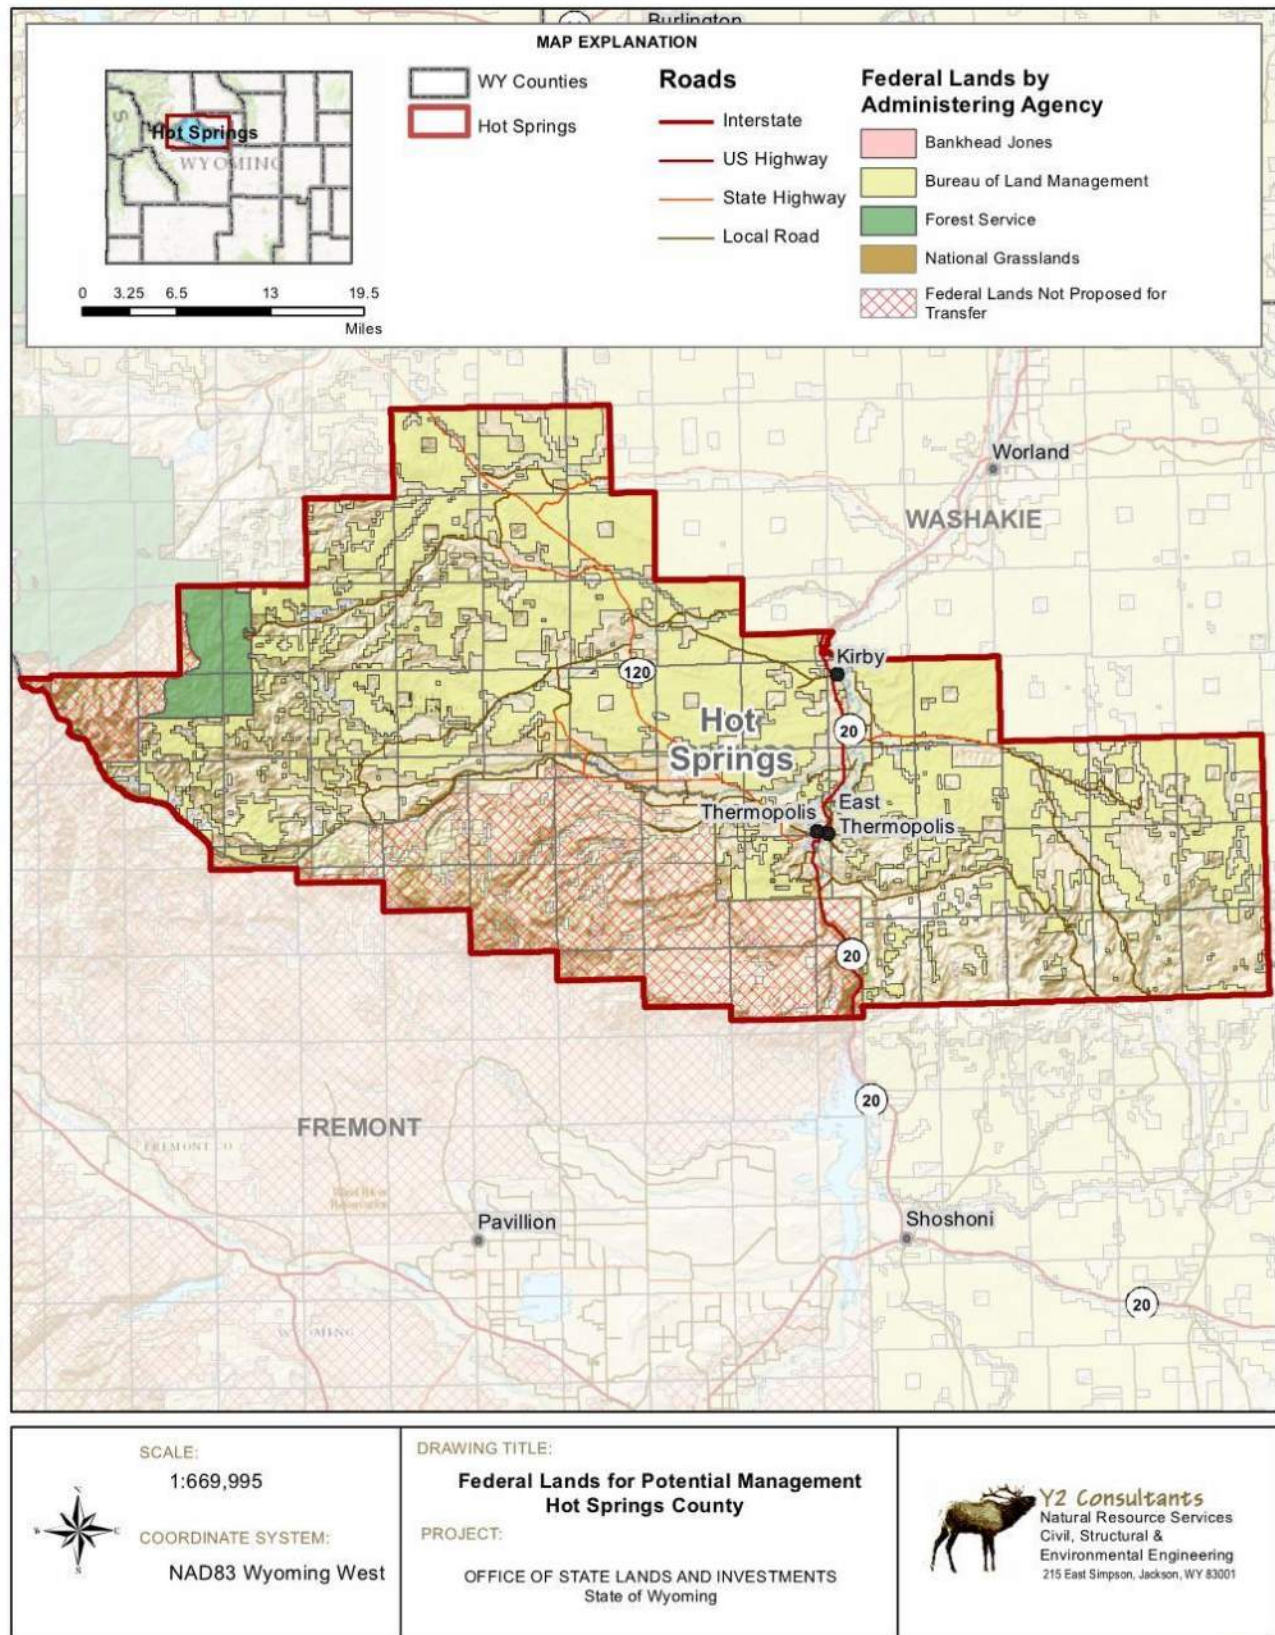 Burlington
MAP EXPLANATION
Hot Springs
WYOMING
0 3.25 6.5 13 19.5
Miles
WY Counties
Hot Springs
Roads
Interstate
US Highway
State Highway
Local Road
Federal Lands by
Administering Agency
Bankhead Jones
Bureau of Land Management
Forest Service
National Grasslands
Federal Lands Not Proposed for
Transfer
Worland
WASHAKIE
Kirby
120
Hot
Springs
20
East
Thermopolis
Thermopolis
20
20
FREMONT
FREMONT CO
Pavillion
Shoshoni
20
WYOMING
SCALE:
1:669,995
COORDINATE SYSTEM:
NAD83 Wyoming West
N
S
DRAWING TITLE:
Federal Lands for Potential Management
Hot Springs County
PROJECT:
OFFICE OF STATE LANDS AND INVESTMENTS
State of Wyoming
Y2 Consultants
Natural Resource Services
Civil, Structural &
Environmental Engineering
215 East Simpson, Jackson, WY 83001